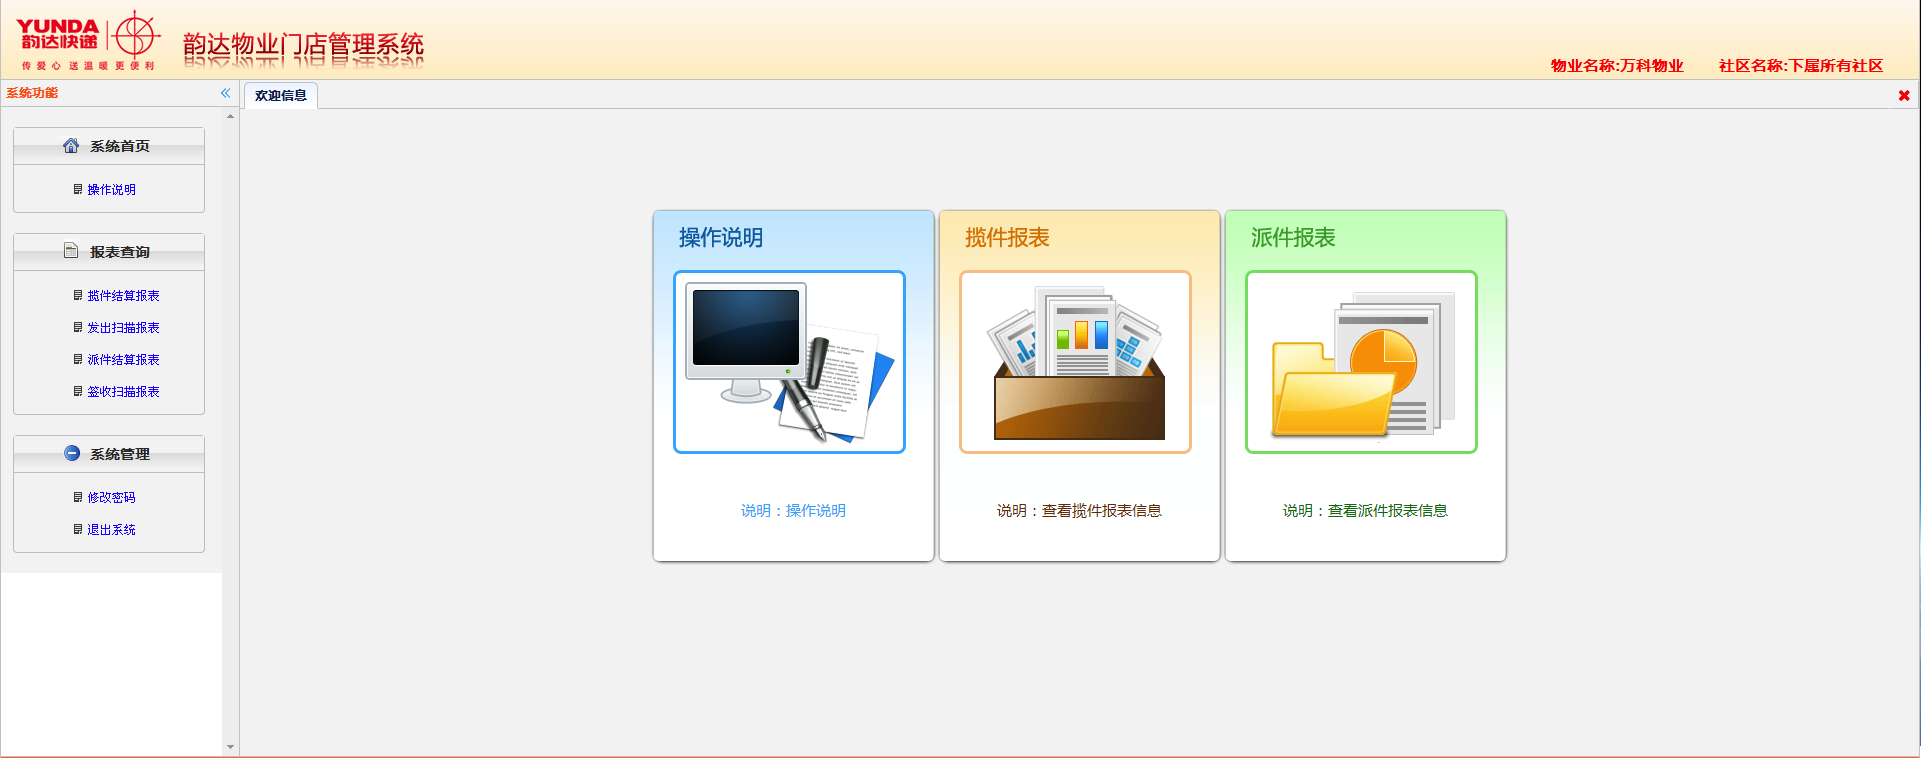 YUNDA
韵达快递
传爱心 送温暖 更便利
韵达物业门店管理系统
物业名称:万科物业 社区名称:下属所有社区
系统功能
欢迎信息
系统首页
操作说明
报表查询
揽件结算报表
发出扫描报表
派件结算报表
签收扫描报表
系统管理
修改密码
退出系统
操作说明
说明：操作说明
揽件报表
说明：查看揽件报表信息
派件报表
说明：查看派件报表信息